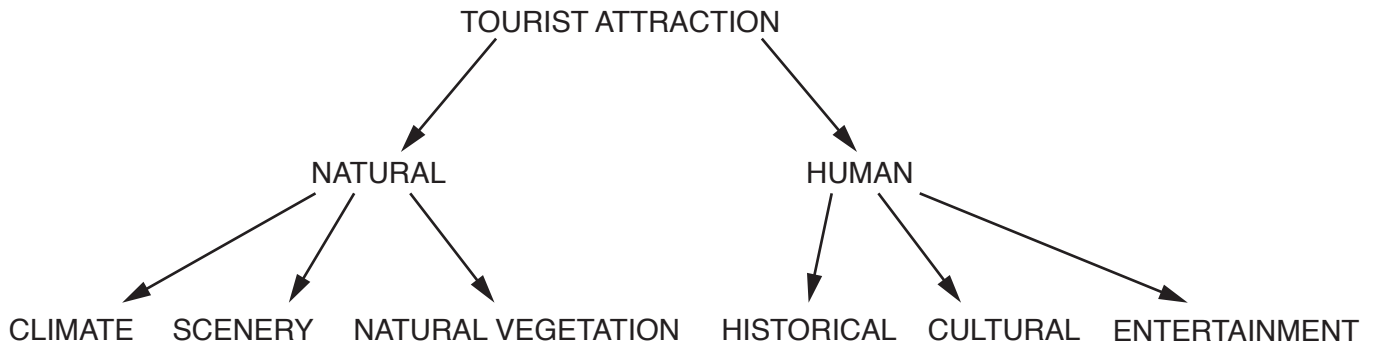 TOURIST ATTRACTION
NATURAL HUMAN
CLIMATE SCENERY NATURAL VEGETATION HISTORICAL CULTURAL ENTERTAINMENT